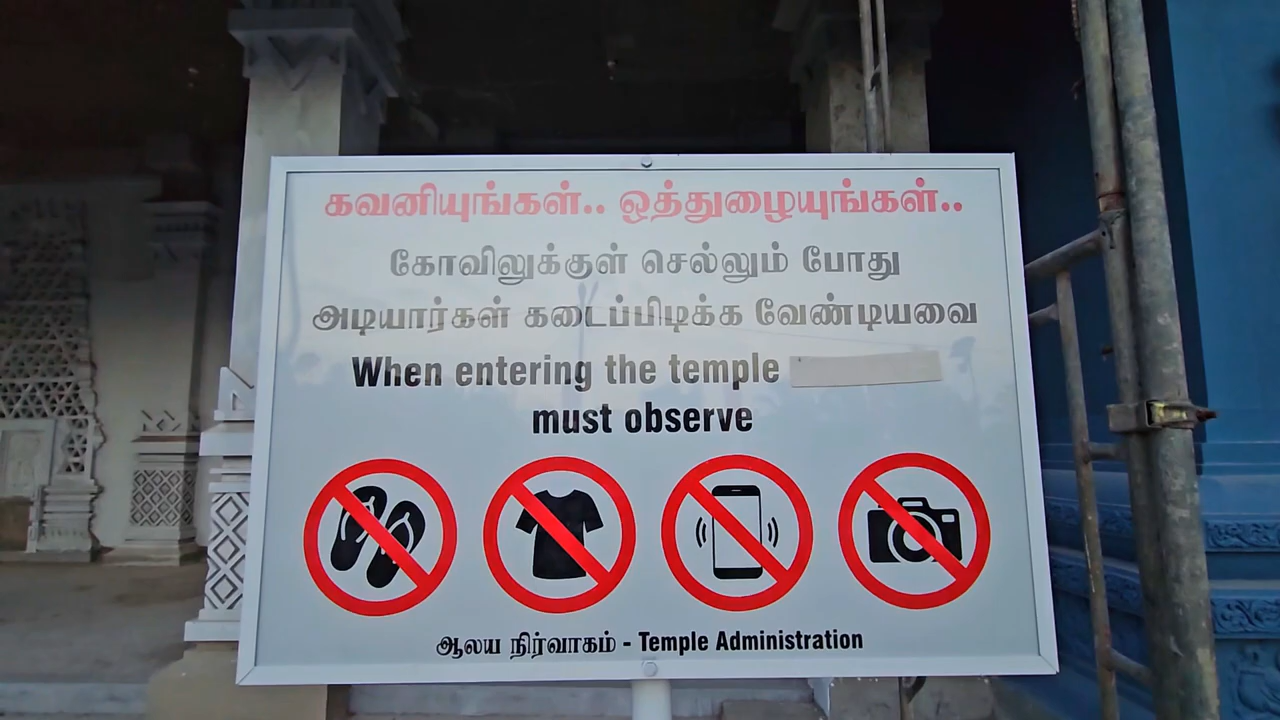 கவனியுங்கள்.. ஒத்துழையுங்கள்..
கோவிலுக்குள் செல்லும் போது
அடியார்கள் கடைப்பிடிக்க வேண்டியவை
When entering the temple
must observe
ஆலய நிர்வாகம் - Temple Administration